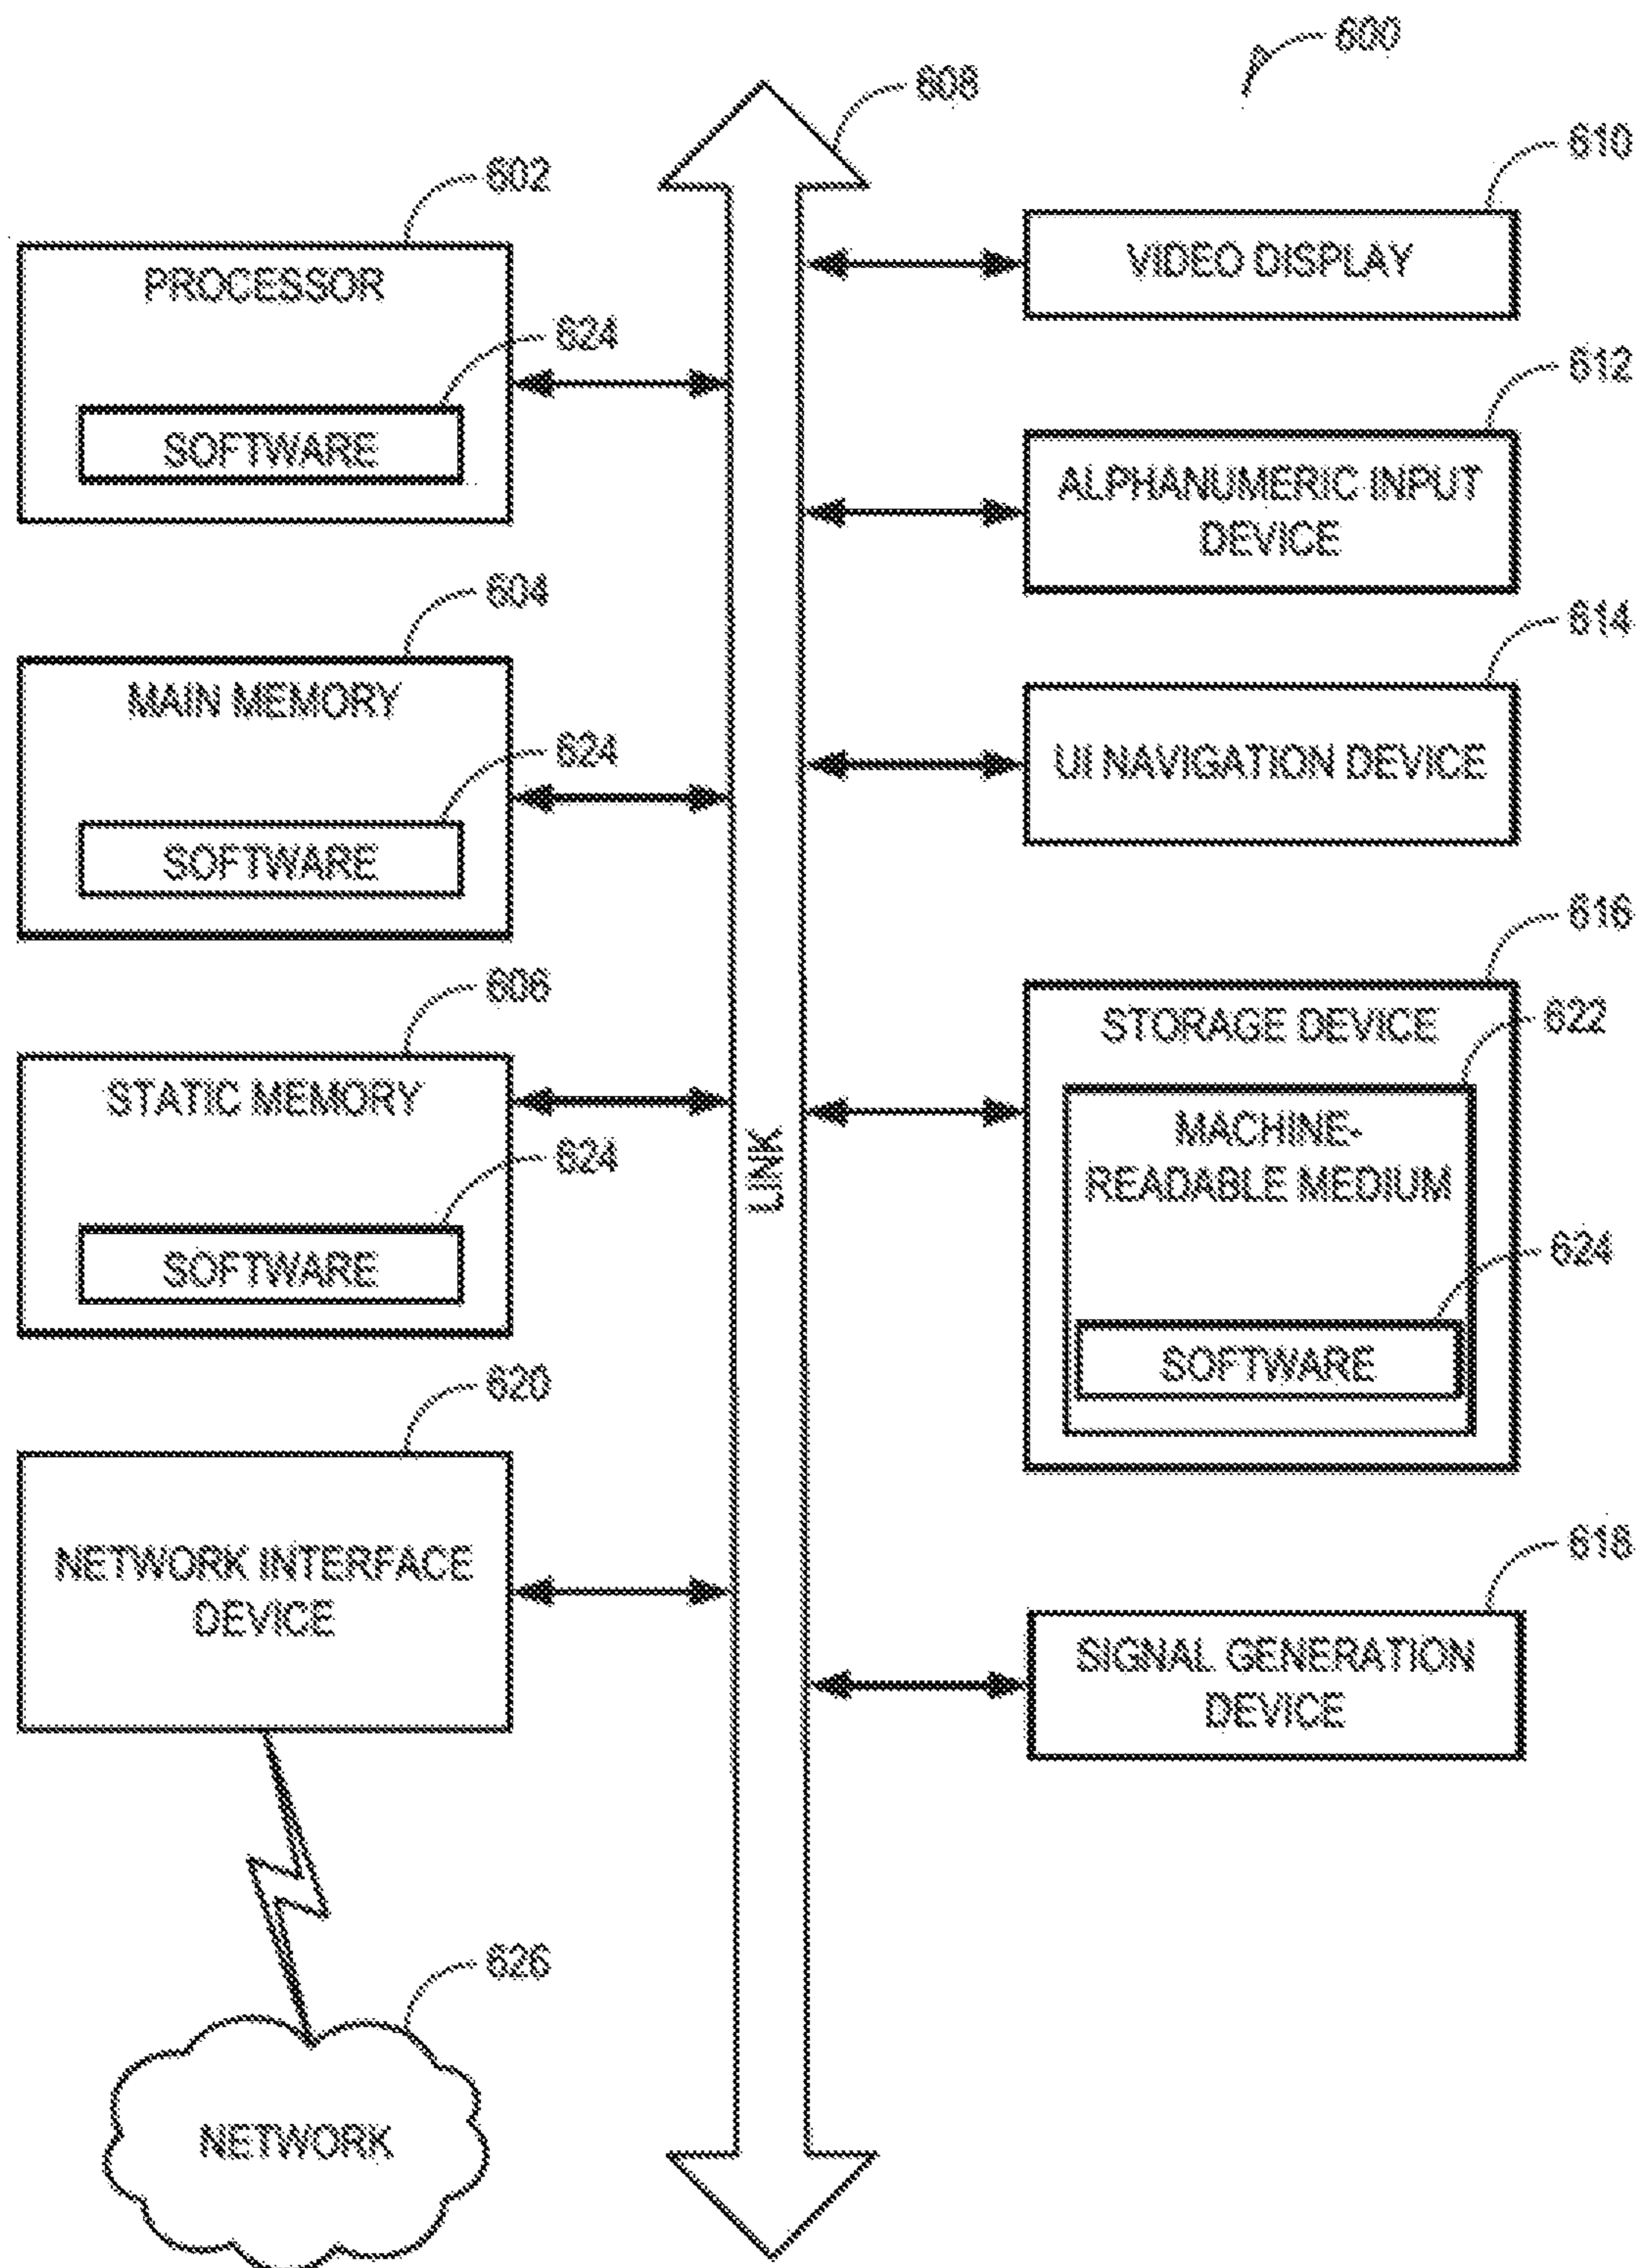 600
608
602
PROCESSOR
624
SOFTWARE
604
MAIN MEMORY
624
SOFTWARE
606
STATIC MEMORY
624
SOFTWARE
620
NETWORK INTERFACE
DEVICE
626
NETWORK
LINK
610
VIDEO DISPLAY
612
ALPHANUMERIC INPUT
DEVICE
614
UI NAVIGATION DEVICE
616
STORAGE DEVICE
622
MACHINE-
READABLE MEDIUM
624
SOFTWARE
618
SIGNAL GENERATION
DEVICE